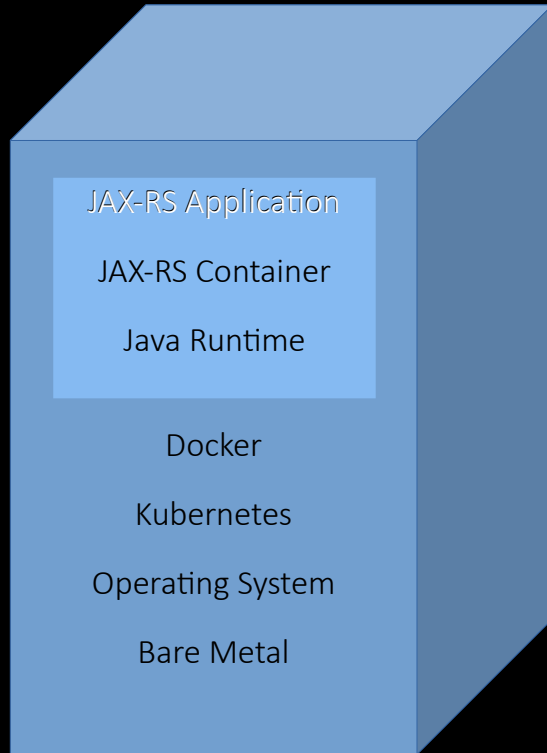 JAX-RS Application
JAX-RS Container
Java Runtime
Docker
Kubernetes
Operating System
Bare Metal